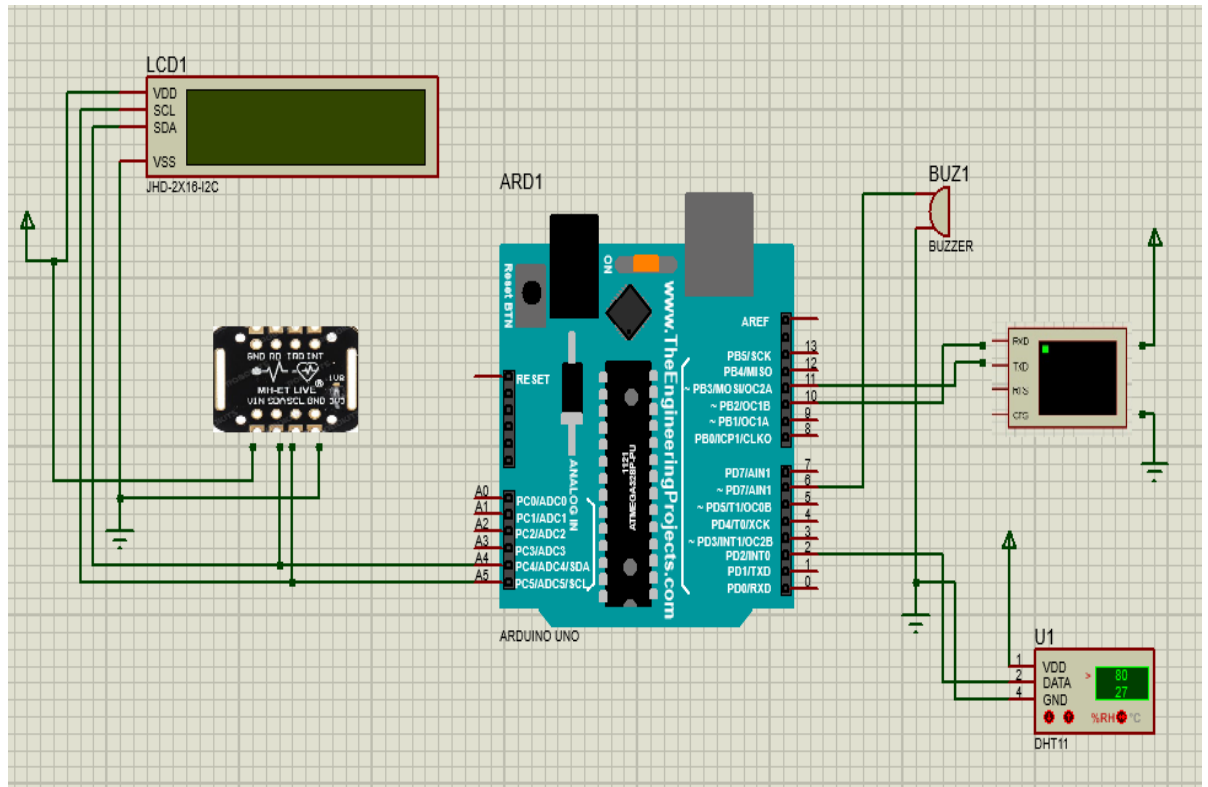 LCD1
VDD
SCL
SDA
VSS
JHD-2X16-I2C
GND RD IRD INT
MH-ET LIVE ®
1V8
3V3
VIN SDA SCL GND
ARD1
Reset BTN
ON
www.TheEngineeringProjects.com
RESET
ANALOG IN
1121
ATMEGA328P-PU
A0 PC0/ADC0
A1 PC1/ADC1
A2 PC2/ADC2
A3 PC3/ADC3
A4 PC4/ADC4/SDA
A5 PC5/ADC5/SCL
AREF
PB5/SCK 13
PB4/MISO 12
~ PB3/MOSI/OC2A 11
~ PB2/OC1B 10
~ PB1/OC1A 9
PB0/ICP1/CLKO 8
PD7/AIN1 7
~ PD7/AIN1 6
~ PD5/T1/OC0B 5
PD4/T0/XCK 4
~ PD3/INT1/OC2B 3
PD2/INT0 2
PD1/TXD 1
PD0/RXD 0
ARDUINO UNO
BUZ1
BUZZER
RXD
TXD
RTS
CTS
U1
1 VDD
2 DATA
4 GND
> 80
27
%RH °C
DHT11